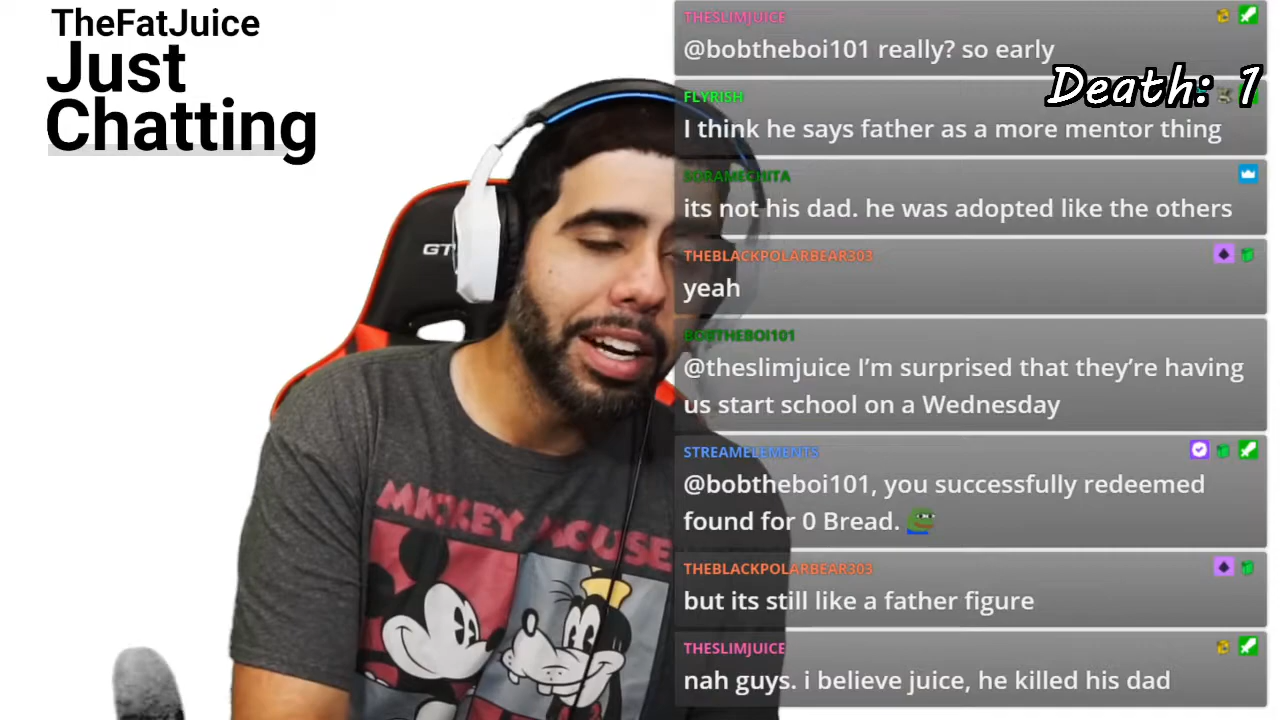 TheFatJuice
Just
Chatting
THESLIMJUICE
@bobtheboi101 really? so early
Death: 1
FLYRISH
I think he says father as a more mentor thing
its not his dad. he was adopted like the others
THEBLACKPOLARBEAR303
yeah
BOBTHEBOI101
@theslimjuice I’m surprised that they’re having
us start school on a Wednesday
STREAMELEMENTS
@bobtheboi101, you successfully redeemed
found for 0 Bread.
THEBLACKPOLARBEAR303
but its still like a father figure
THESLIMJUICE
nah guys. i believe juice, he killed his dad
GT
MICKEY MOUSE